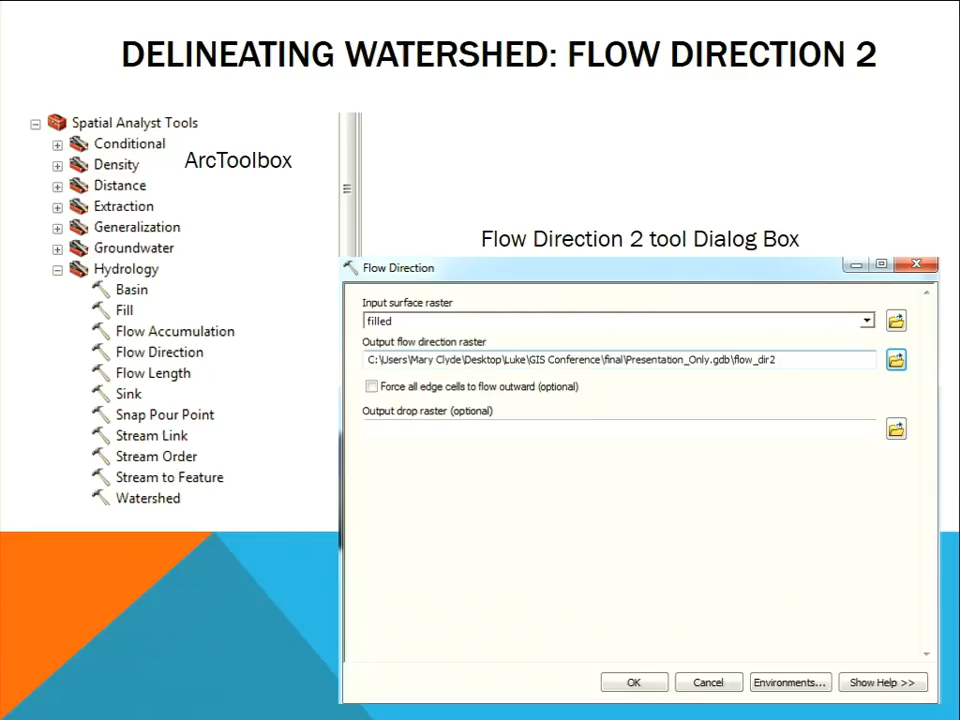 DELINEATING WATERSHED: FLOW DIRECTION 2
Spatial Analyst Tools
Conditional
ArcToolbox
Density
Distance
Extraction
Generalization
Groundwater
Hydrology
Basin
Fill
Flow Accumulation
Flow Direction
Flow Length
Sink
Snap Pour Point
Stream Link
Stream Order
Stream to Feature
Watershed
Flow Direction 2 tool Dialog Box
Flow Direction
Input surface raster
filled
Output flow direction raster
C:\Users\Mary Clyde\Desktop\Luke\GIS Conference\final\Presentation_Only.gdb\flow_dir2
Force all edge cells to flow outward (optional)
Output drop raster (optional)
OK Cancel Environments... Show Help >>